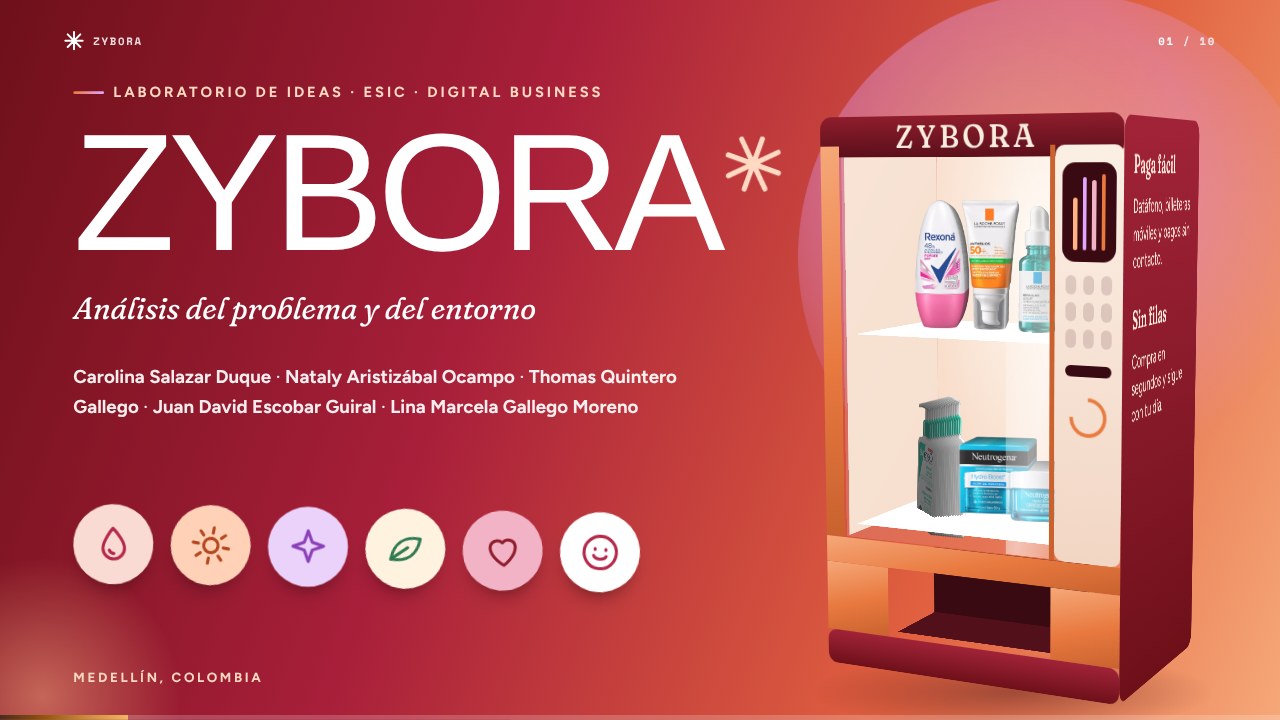 ZYBORA
01 / 10
LABORATORIO DE IDEAS · ESIC · DIGITAL BUSINESS
ZYBORA
Análisis del problema y del entorno
Carolina Salazar Duque · Nataly Aristizábal Ocampo · Thomas Quintero
Gallego · Juan David Escobar Guiral · Lina Marcela Gallego Moreno
MEDELLÍN, COLOMBIA
ZYBORA
Rexona
48h
LA ROCHE POSAY
50+
Neutrogena
Paga fácil
Datáfono, billeteras
móviles y pagos sin
contacto.
Sin filas
Compra en
segundos y sigue
con tu día.